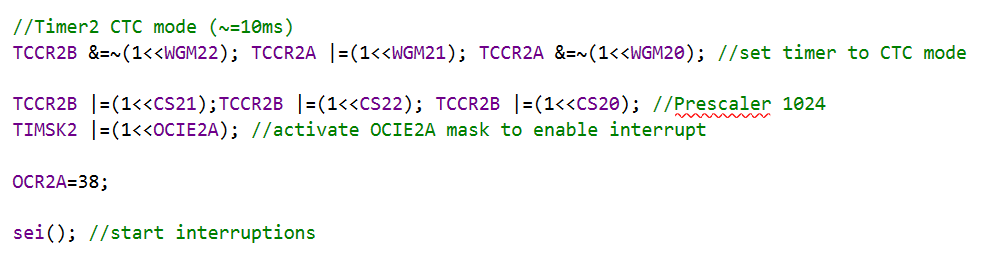 //Timer2 CTC mode (~=10ms)
TCCR2B &=~(1<<WGM22); TCCR2A |=(1<<WGM21); TCCR2A &=~(1<<WGM20); //set timer to CTC mode
TCCR2B |=(1<<CS21);TCCR2B |=(1<<CS22); TCCR2B |=(1<<CS20); //Prescaler 1024
TIMSK2 |=(1<<OCIE2A); //activate OCIE2A mask to enable interrupt
OCR2A=38;
sei(); //start interruptions